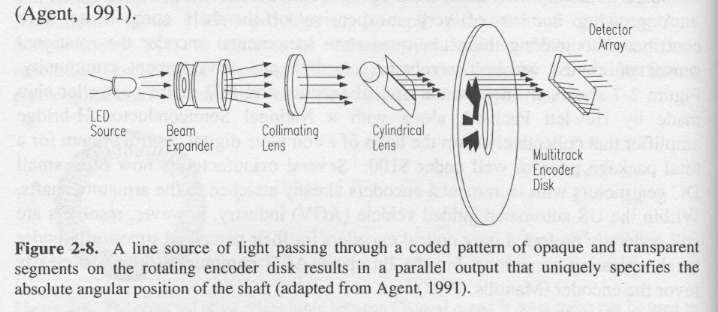 (Agent, 1991).
Detector
Array
LED
Source
Beam
Expander
Collimating
Lens
Cylindrical
Lens
Multitrack
Encoder
Disk
Figure 2-8. A line source of light passing through a coded pattern of opaque and transparent
segments on the rotating encoder disk results in a parallel output that uniquely specifies the
absolute angular position of the shaft (adapted from Agent, 1991).